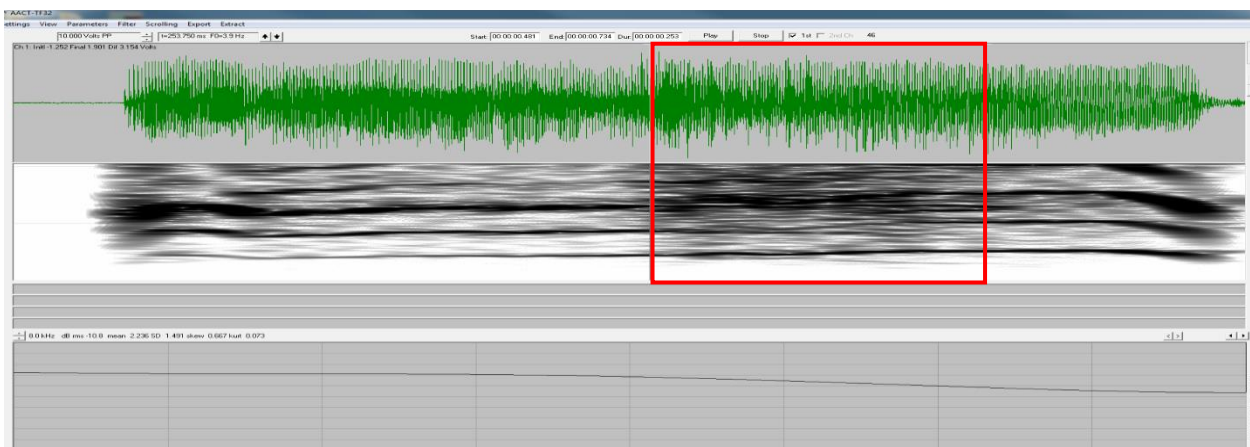 AACT-TF32
ettings View Parameters Filter Scrolling Export Extract
10.000 Volts PP t=253.750 ms F0=3.9 Hz Start: 00:00:00.481 End: 00:00:00.734 Dur: 00:00:00.253 Play Stop 1st 2nd Ch 46
Ch 1: Initl -1.252 Final 1.901 Dif 3.154 Volts
8.0 kHz dB rms -10.8 mean 2.236 SD 1.491 skew 0.667 kurt 0.073